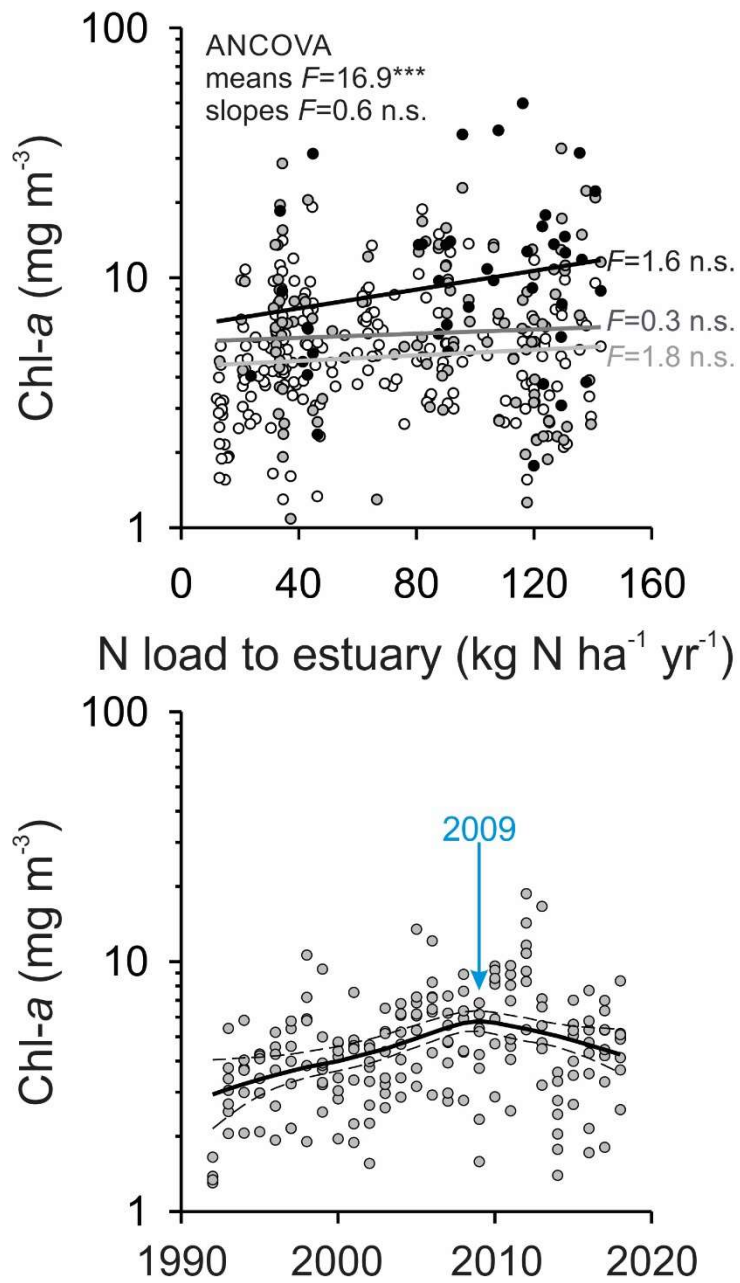 100
ANCOVA
means F=16.9***
slopes F=0.6 n.s.
Chl-a (mg m⁻³)
10
F=1.6 n.s.
F=0.3 n.s.
F=1.8 n.s.
1
0 40 80 120 160
N load to estuary (kg N ha⁻¹ yr⁻¹)
100
2009
Chl-a (mg m⁻³)
10
1
1990 2000 2010 2020